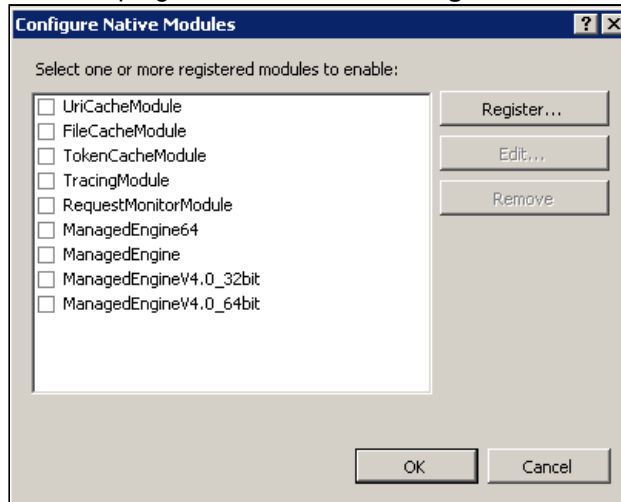 Configure Native Modules
Select one or more registered modules to enable:
UriCacheModule
FileCacheModule
TokenCacheModule
TracingModule
RequestMonitorModule
ManagedEngine64
ManagedEngine
ManagedEngineV4.0_32bit
ManagedEngineV4.0_64bit
Register...
Edit...
Remove
OK
Cancel